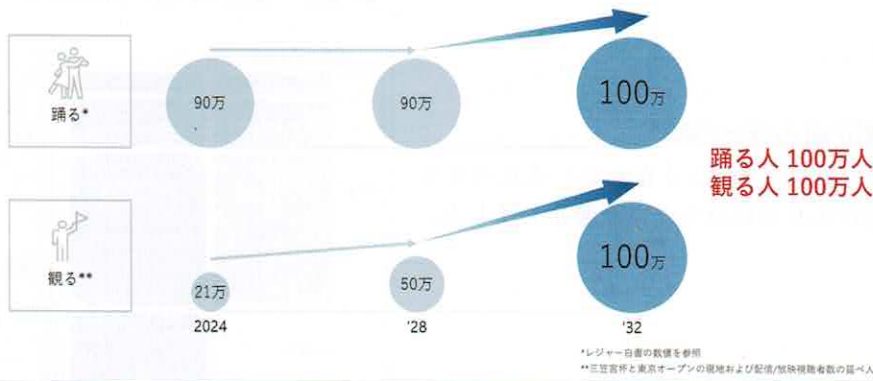 踊る*
90万
90万
100万
踊る人 100万人
観る人 100万人
観る**
21万
50万
100万
2024
'28
'32
*レジャー白書の数値を参照
**三笠宮杯と東京オープンの現地および配信/放映視聴者数の延べ人